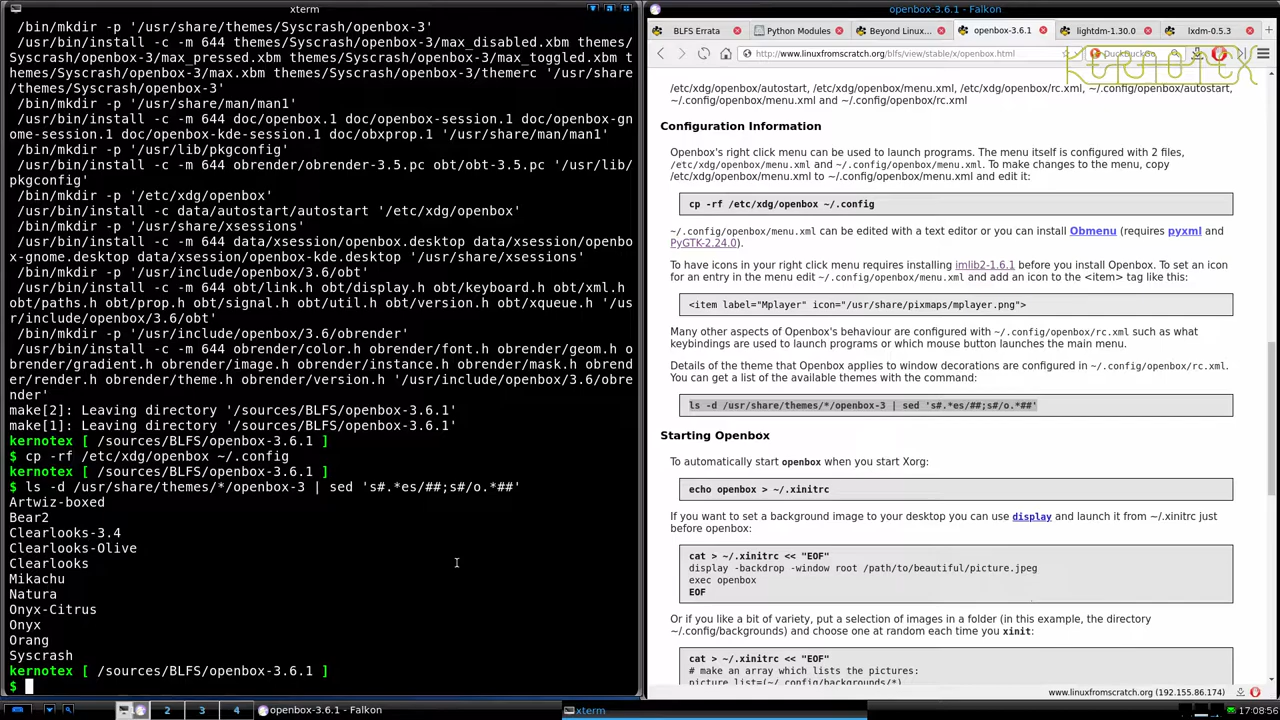 xterm
/bin/mkdir -p '/usr/share/themes/Syscrash/openbox-3'
/usr/bin/install -c -m 644 themes/Syscrash/openbox-3/max_disabled.xbm themes/
Syscrash/openbox-3/max_pressed.xbm themes/Syscrash/openbox-3/max_toggled.xbm t
hemes/Syscrash/openbox-3/max.xbm themes/Syscrash/openbox-3/themerc '/usr/share
/themes/Syscrash/openbox-3'
/bin/mkdir -p '/usr/share/man/man1'
/usr/bin/install -c -m 644 doc/openbox.1 doc/openbox-session.1 doc/openbox-gn
ome-session.1 doc/openbox-kde-session.1 doc/obxprop.1 '/usr/share/man/man1'
/bin/mkdir -p '/usr/lib/pkgconfig'
/usr/bin/install -c -m 644 obrender/obrender-3.5.pc obt/obt-3.5.pc '/usr/lib/
pkgconfig'
/bin/mkdir -p '/etc/xdg/openbox'
/usr/bin/install -c data/autostart/autostart '/etc/xdg/openbox'
/bin/mkdir -p '/usr/share/xsessions'
/usr/bin/install -c -m 644 data/xsession/openbox.desktop data/xsession/openbo
x-gnome.desktop data/xsession/openbox-kde.desktop '/usr/share/xsessions'
/bin/mkdir -p '/usr/include/openbox/3.6/obt'
/usr/bin/install -c -m 644 obt/link.h obt/display.h obt/keyboard.h obt/xml.h
obt/paths.h obt/prop.h obt/signal.h obt/util.h obt/version.h obt/xqueue.h '/us
r/include/openbox/3.6/obt'
/bin/mkdir -p '/usr/include/openbox/3.6/obrender'
/usr/bin/install -c -m 644 obrender/color.h obrender/font.h obrender/geom.h o
brender/gradient.h obrender/image.h obrender/instance.h obrender/mask.h obrend
er/render.h obrender/theme.h obrender/version.h '/usr/include/openbox/3.6/obre
nder'
make[2]: Leaving directory '/sources/BLFS/openbox-3.6.1'
make[1]: Leaving directory '/sources/BLFS/openbox-3.6.1'
kernotex [ /sources/BLFS/openbox-3.6.1 ]
$ cp -rf /etc/xdg/openbox ~/.config
kernotex [ /sources/BLFS/openbox-3.6.1 ]
$ ls -d /usr/share/themes/*/openbox-3 | sed 's#.*es/##;s#/o.*##'
Artwiz-boxed
Bear2
Clearlooks-3.4
Clearlooks-Olive
Clearlooks
Mikachu
Natura
Onyx-Citrus
Onyx
Orang
Syscrash
kernotex [ /sources/BLFS/openbox-3.6.1 ]
$
openbox-3.6.1 - Falkon
BLFS Errata
Python Modules
Beyond Linux...
openbox-3.6.1
lightdm-1.30.0
lxdm-0.5.3
http://www.linuxfromscratch.org/blfs/view/stable/x/openbox.html
DuckDuckGo
KERNOTEX
/etc/xdg/openbox/autostart, /etc/xdg/openbox/menu.xml, /etc/xdg/openbox/rc.xml, ~/.config/openbox/autostart,
~/.config/openbox/menu.xml and ~/.config/openbox/rc.xml
Configuration Information
Openbox's right click menu can be used to launch programs. The menu itself is configured with 2 files,
/etc/xdg/openbox/menu.xml and ~/.config/openbox/menu.xml. To make changes to the menu, copy
/etc/xdg/openbox/menu.xml to ~/.config/openbox/menu.xml and edit it:
cp -rf /etc/xdg/openbox ~/.config
~/.config/openbox/menu.xml can be edited with a text editor or you can install Obmenu (requires pyxml and
PyGTK-2.24.0).
To have icons in your right click menu requires installing imlib2-1.6.1 before you install Openbox. To set an icon
for an entry in the menu edit ~/.config/openbox/menu.xml and add an icon to the <item> tag like this:
<item label="Mplayer" icon="/usr/share/pixmaps/mplayer.png">
Many other aspects of Openbox's behaviour are configured with ~/.config/openbox/rc.xml such as what
keybindings are used to launch programs or which mouse button launches the main menu.
Details of the theme that Openbox applies to window decorations are configured in ~/.config/openbox/rc.xml.
You can get a list of the available themes with the command:
ls -d /usr/share/themes/*/openbox-3 | sed 's#.*es/##;s#/o.*##'
Starting Openbox
To automatically start openbox when you start Xorg:
echo openbox > ~/.xinitrc
If you want to set a background image to your desktop you can use display and launch it from ~/.xinitrc just
before openbox:
cat > ~/.xinitrc << "EOF"
display -backdrop -window root /path/to/beautiful/picture.jpeg
exec openbox
EOF
Or if you like a bit of variety, put a selection of images in a folder (in this example, the directory
~/.config/backgrounds) and choose one at random each time you xinit:
cat > ~/.xinitrc << "EOF"
# make an array which lists the pictures:
picture_list=(~/.config/backgrounds/*)
www.linuxfromscratch.org (192.155.86.174)
2
3
4
openbox-3.6.1 - Falkon
xterm
17:08:56